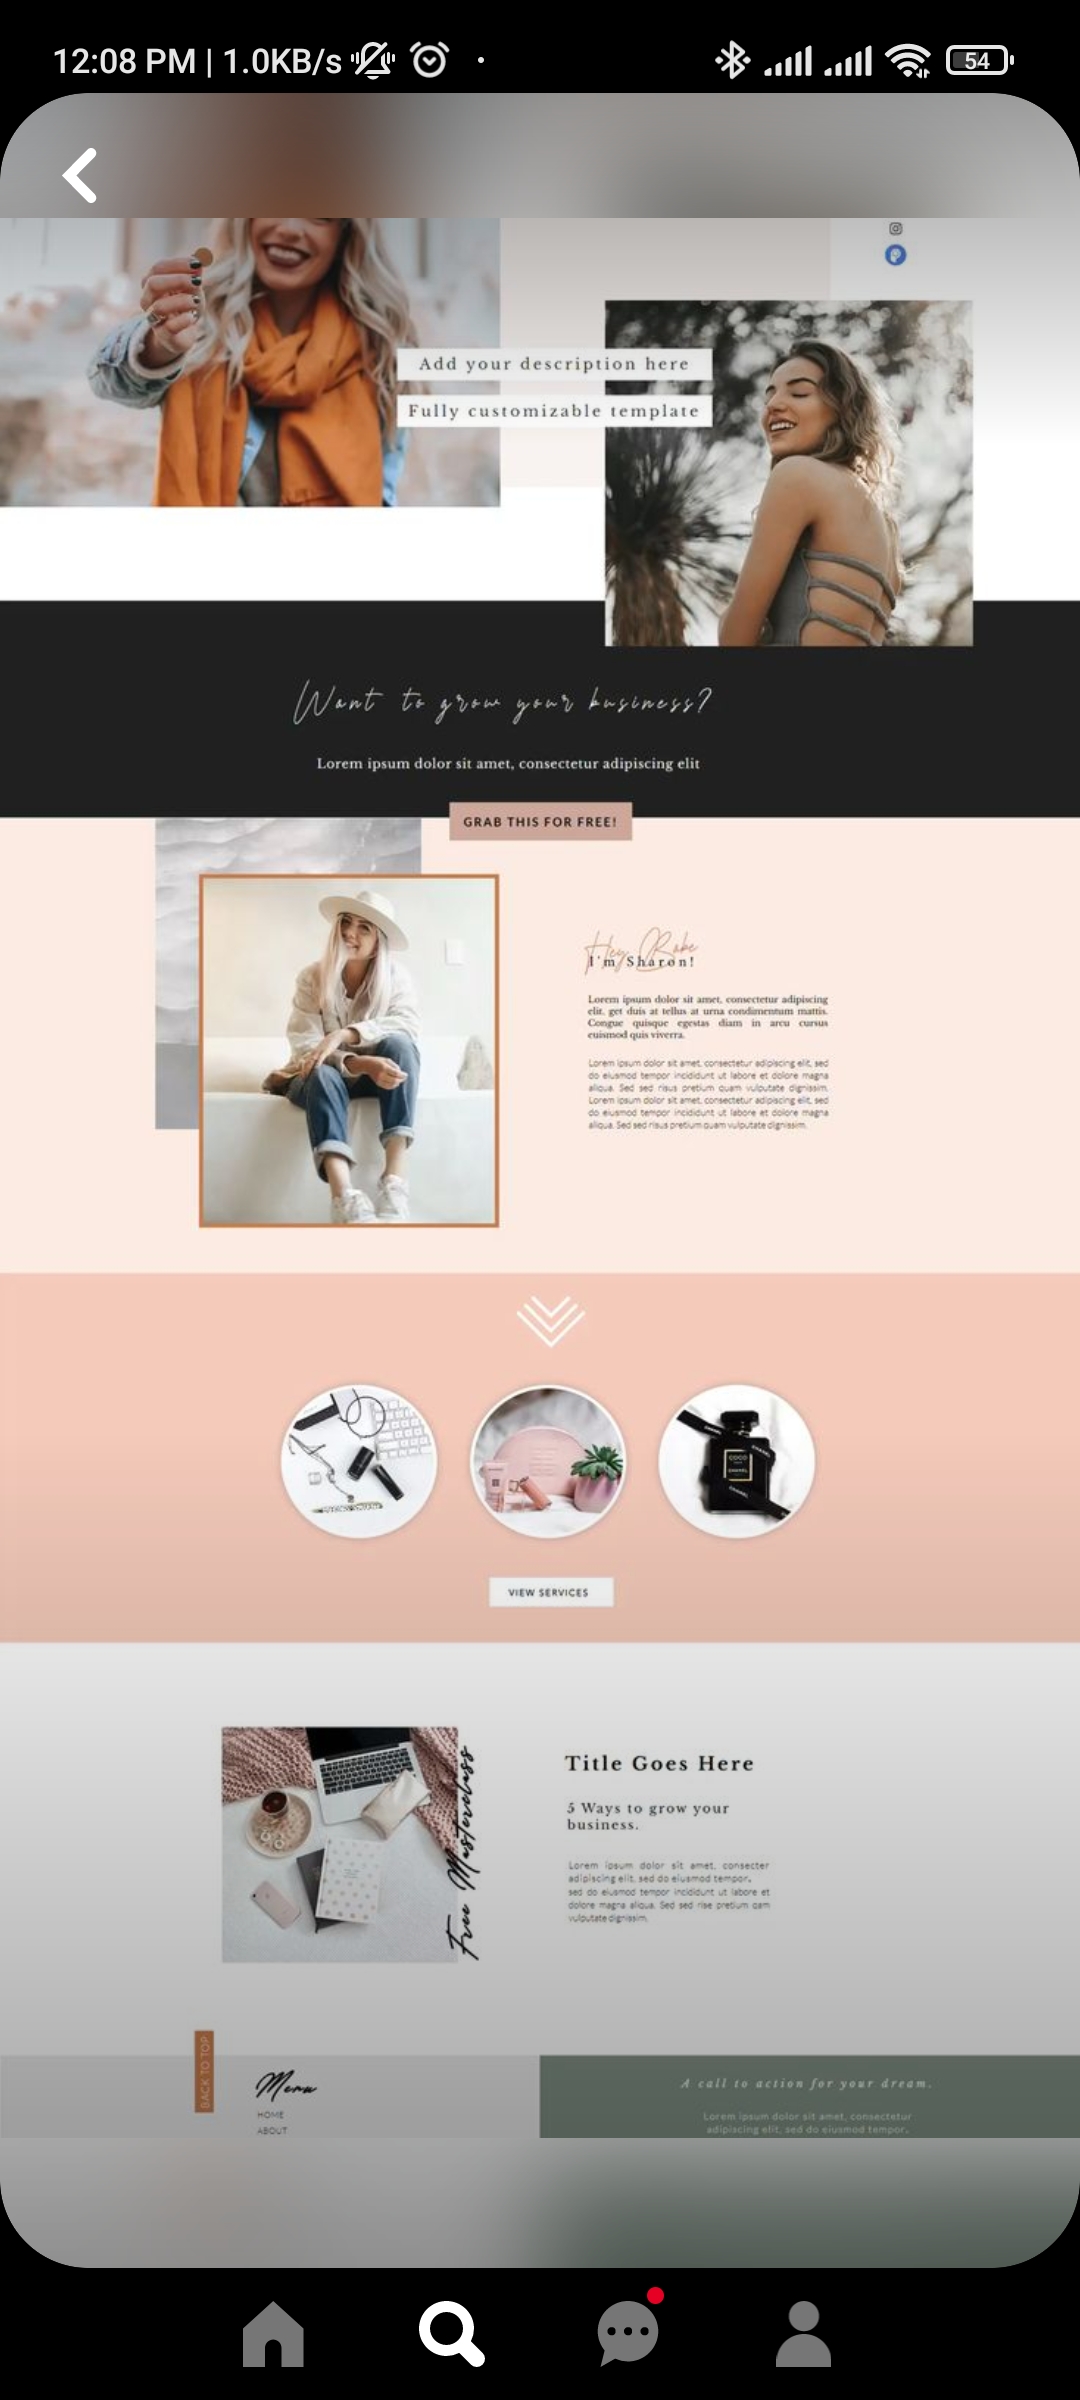 12:08 PM | 1.0KB/s
54
Add your description here
Fully customizable template
Want to grow your business?
Lorem ipsum dolor sit amet, consectetur adipiscing elit
GRAB THIS FOR FREE!
Hey Babe
I'm Sharon!
Lorem ipsum dolor sit amet, consectetur adipiscing
elit, get duis at tellus at urna condimentum mattis.
Congue quisque egestas diam in arcu cursus
euismod quis viverra.
Lorem ipsum dolor sit amet, consectetur adipiscing elit, sed
do eiusmod tempor incididunt ut labore et dolore magna
aliqua. Sed sed risus pretium quam vulputate dignissim.
Lorem ipsum dolor sit amet, consectetur adipiscing elit, sed
do eiusmod tempor incididunt ut labore et dolore magna
aliqua. Sed sed risus pretium quam vulputate dignissim.
COCO
CHANEL
CHANEL
CHANEL
VIEW SERVICES
Free Masterclass
Title Goes Here
5 Ways to grow your
business.
Lorem ipsum dolor sit amet, consecter
adipiscing elit, sed do eiusmod tempor.
sed do eiusmod tempor incididunt ut labore et
dolore magna aliqua. Sed sed rise pretium qam
vulputate dignissim.
BACK TO TOP
Menu
HOME
ABOUT
A call to action for your dream.
Lorem ipsum dolor sit amet, consectetur
adipiscing elit, sed do eiusmod tempor.